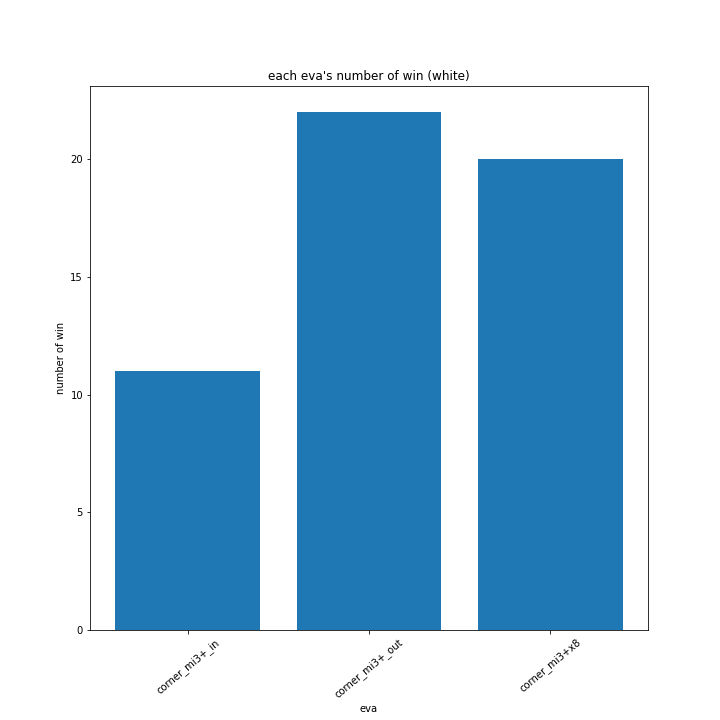 each eva's number of win (white)
number of win
20
15
10
5
0
corner_mi3+_in
corner_mi3+_out
corner_mi3+x8
eva